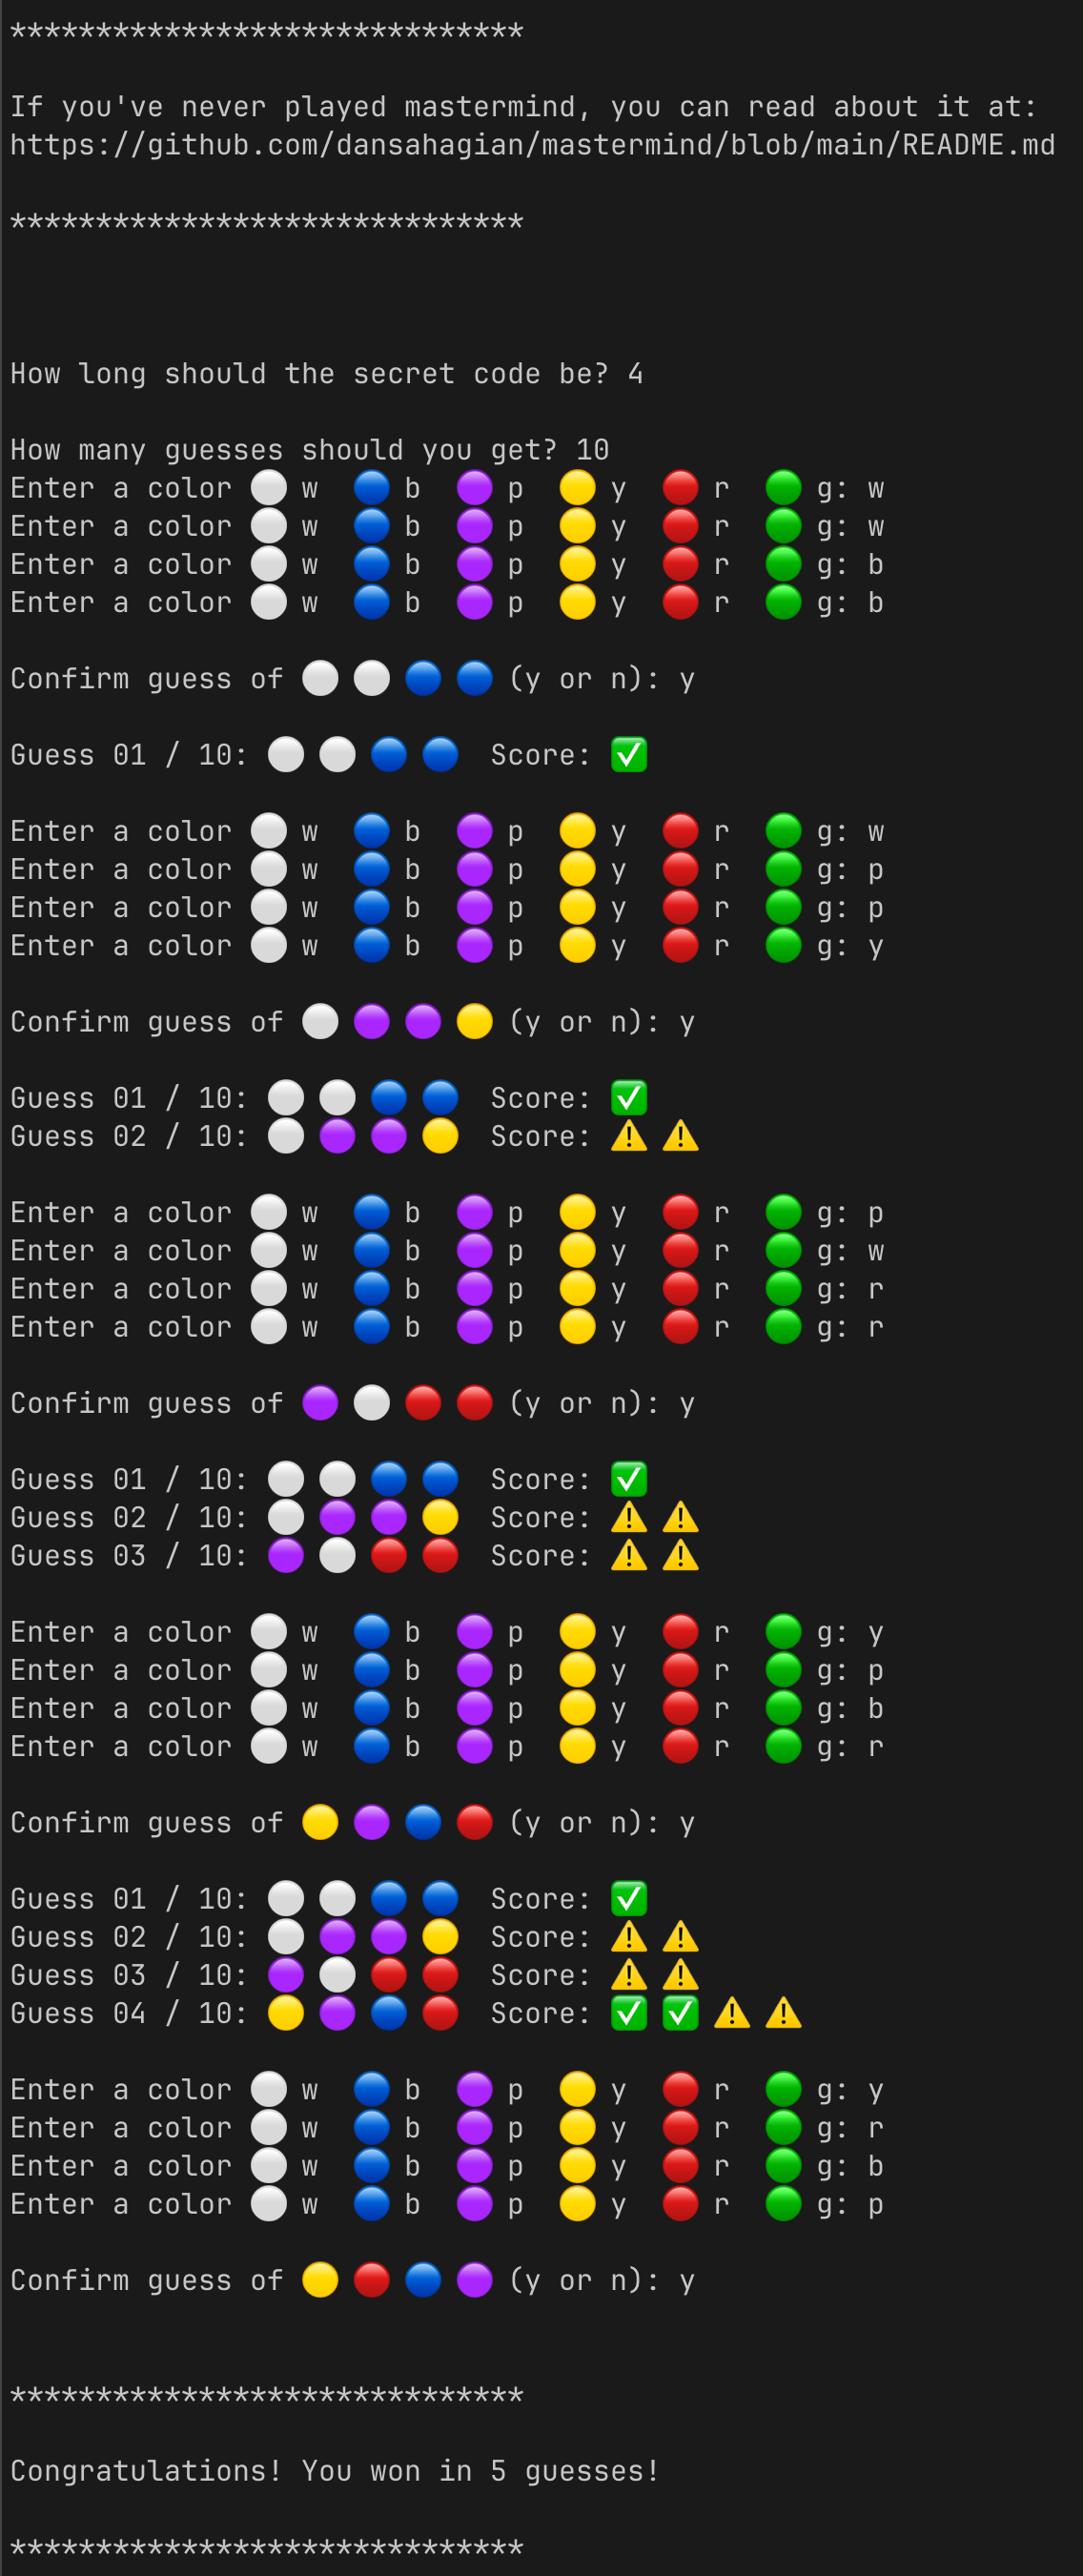 ******************************
If you've never played mastermind, you can read about it at:
https://github.com/dansahagian/mastermind/blob/main/README.md
******************************
How long should the secret code be? 4
How many guesses should you get? 10
Enter a color ⚪ w 🔵 b 🟣 p 🟡 y 🔴 r 🟢 g: w
Enter a color ⚪ w 🔵 b 🟣 p 🟡 y 🔴 r 🟢 g: w
Enter a color ⚪ w 🔵 b 🟣 p 🟡 y 🔴 r 🟢 g: b
Enter a color ⚪ w 🔵 b 🟣 p 🟡 y 🔴 r 🟢 g: b
Confirm guess of ⚪ ⚪ 🔵 🔵 (y or n): y
Guess 01 / 10: ⚪ ⚪ 🔵 🔵 Score: ✅
Enter a color ⚪ w 🔵 b 🟣 p 🟡 y 🔴 r 🟢 g: w
Enter a color ⚪ w 🔵 b 🟣 p 🟡 y 🔴 r 🟢 g: p
Enter a color ⚪ w 🔵 b 🟣 p 🟡 y 🔴 r 🟢 g: p
Enter a color ⚪ w 🔵 b 🟣 p 🟡 y 🔴 r 🟢 g: y
Confirm guess of ⚪ 🟣 🟣 🟡 (y or n): y
Guess 01 / 10: ⚪ ⚪ 🔵 🔵 Score: ✅
Guess 02 / 10: ⚪ 🟣 🟣 🟡 Score: ⚠️ ⚠️
Enter a color ⚪ w 🔵 b 🟣 p 🟡 y 🔴 r 🟢 g: p
Enter a color ⚪ w 🔵 b 🟣 p 🟡 y 🔴 r 🟢 g: w
Enter a color ⚪ w 🔵 b 🟣 p 🟡 y 🔴 r 🟢 g: r
Enter a color ⚪ w 🔵 b 🟣 p 🟡 y 🔴 r 🟢 g: r
Confirm guess of 🟣 ⚪ 🔴 🔴 (y or n): y
Guess 01 / 10: ⚪ ⚪ 🔵 🔵 Score: ✅
Guess 02 / 10: ⚪ 🟣 🟣 🟡 Score: ⚠️ ⚠️
Guess 03 / 10: 🟣 ⚪ 🔴 🔴 Score: ⚠️ ⚠️
Enter a color ⚪ w 🔵 b 🟣 p 🟡 y 🔴 r 🟢 g: y
Enter a color ⚪ w 🔵 b 🟣 p 🟡 y 🔴 r 🟢 g: p
Enter a color ⚪ w 🔵 b 🟣 p 🟡 y 🔴 r 🟢 g: b
Enter a color ⚪ w 🔵 b 🟣 p 🟡 y 🔴 r 🟢 g: r
Confirm guess of 🟡 🟣 🔵 🔴 (y or n): y
Guess 01 / 10: ⚪ ⚪ 🔵 🔵 Score: ✅
Guess 02 / 10: ⚪ 🟣 🟣 🟡 Score: ⚠️ ⚠️
Guess 03 / 10: 🟣 ⚪ 🔴 🔴 Score: ⚠️ ⚠️
Guess 04 / 10: 🟡 🟣 🔵 🔴 Score: ✅ ✅ ⚠️ ⚠️
Enter a color ⚪ w 🔵 b 🟣 p 🟡 y 🔴 r 🟢 g: y
Enter a color ⚪ w 🔵 b 🟣 p 🟡 y 🔴 r 🟢 g: r
Enter a color ⚪ w 🔵 b 🟣 p 🟡 y 🔴 r 🟢 g: b
Enter a color ⚪ w 🔵 b 🟣 p 🟡 y 🔴 r 🟢 g: p
Confirm guess of 🟡 🔴 🔵 🟣 (y or n): y
******************************
Congratulations! You won in 5 guesses!
******************************